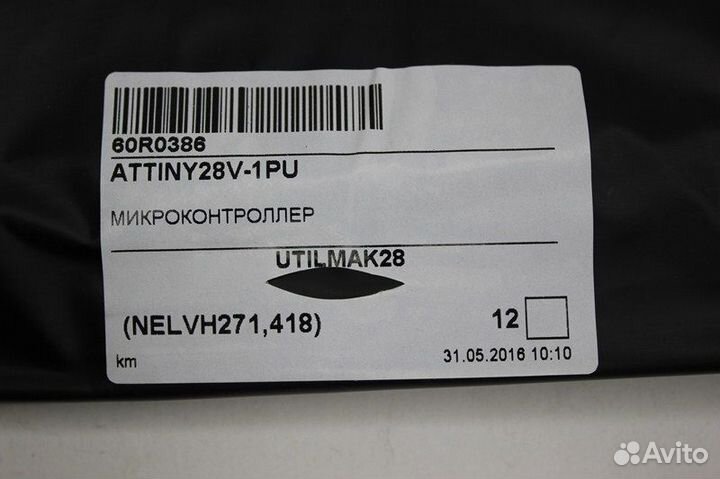 60R0386
ATTINY28V-1PU
МИКРОКОНТРОЛЛЕР
UTILMAK28
(NELVH271,418) 12
km 31.05.2016 10:10
Avito